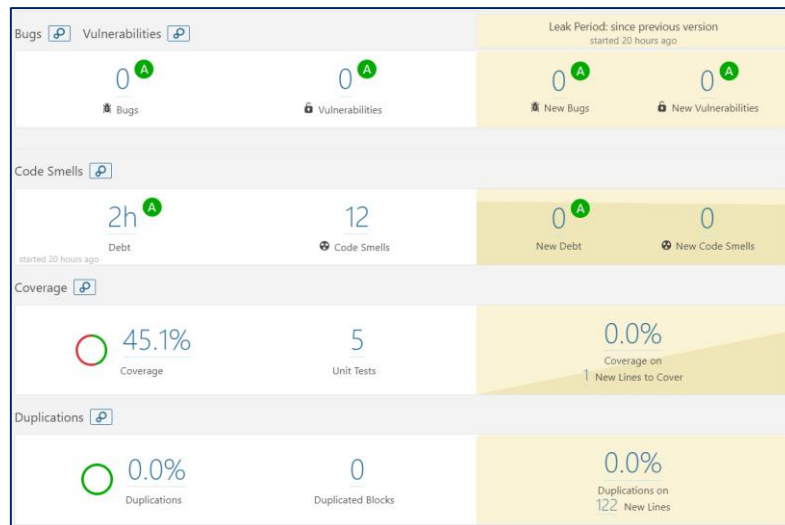 Bugs Vulnerabilities
Leak Period: since previous version
started 20 hours ago
0 A 0 A 0 A 0 A
Bugs Vulnerabilities New Bugs New Vulnerabilities
Code Smells
2h A 12 0 A 0
Debt Code Smells New Debt New Code Smells
started 20 hours ago
Coverage
45.1% 5 0.0%
Coverage Unit Tests Coverage on
1 New Lines to Cover
Duplications
0.0% 0 0.0%
Duplications Duplicated Blocks Duplications on
122 New Lines